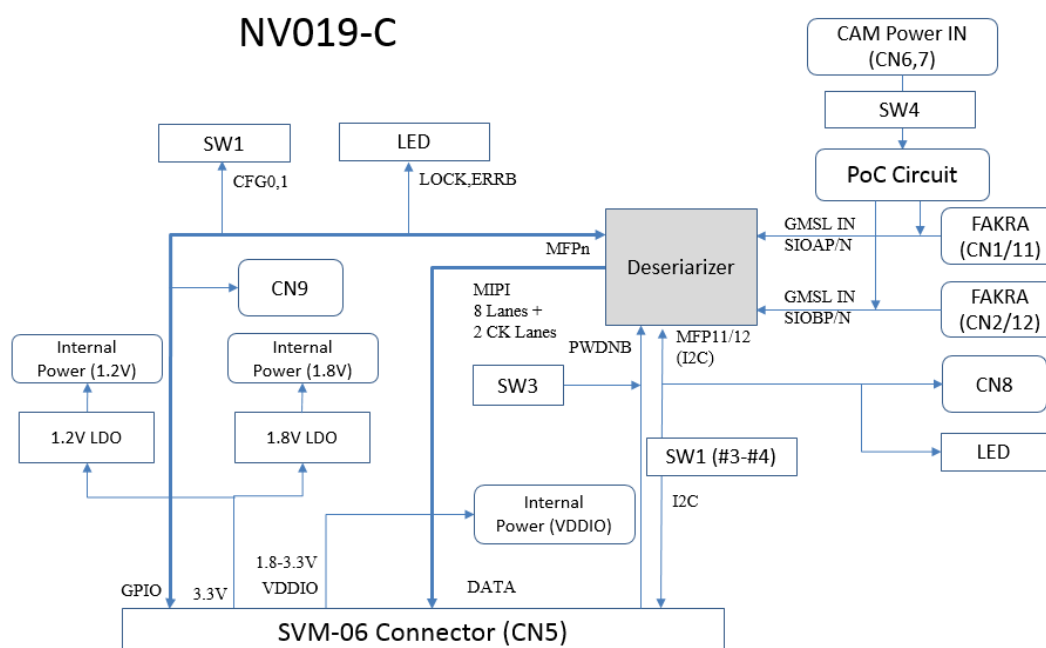 NV019-C
CAM Power IN
(CN6,7)
SW4
SW1
LED
PoC Circuit
CFG0,1
LOCK,ERRB
GMSL IN
SIOAP/N
FAKRA
(CN1/11)
MFPn
Deseriarizer
CN9
MIPI
8 Lanes +
2 CK Lanes
GMSL IN
SIOBP/N
FAKRA
(CN2/12)
Internal
Power (1.2V)
Internal
Power (1.8V)
PWDNB
MFP11/12
(I2C)
SW3
CN8
1.2V LDO
1.8V LDO
SW1 (#3-#4)
LED
Internal
Power (VDDIO)
I2C
1.8-3.3V
VDDIO
GPIO
3.3V
DATA
SVM-06 Connector (CN5)